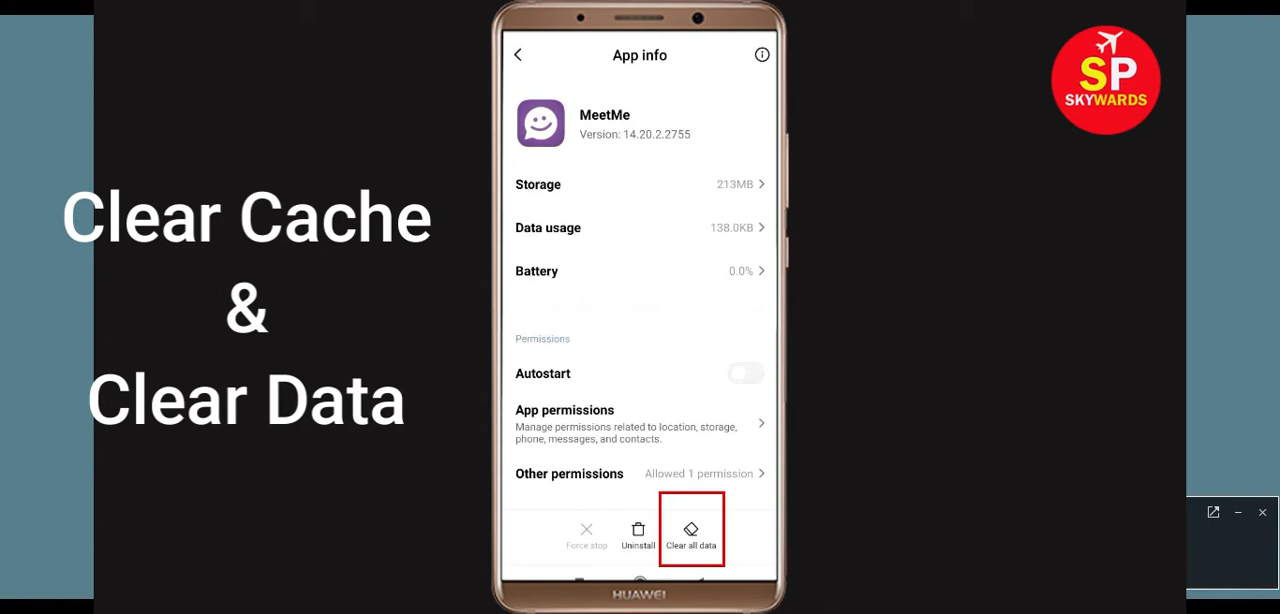 App info
MeetMe
Version: 14.20.2.2755
Storage 213MB
Data usage 138.0KB
Battery 0.0%
Permissions
Autostart
App permissions
Manage permissions related to location, storage,
phone, messages, and contacts.
Other permissions Allowed 1 permission
Force stop Uninstall Clear all data
HUAWEI
Clear Cache
&
Clear Data
SP
SKYWARDS